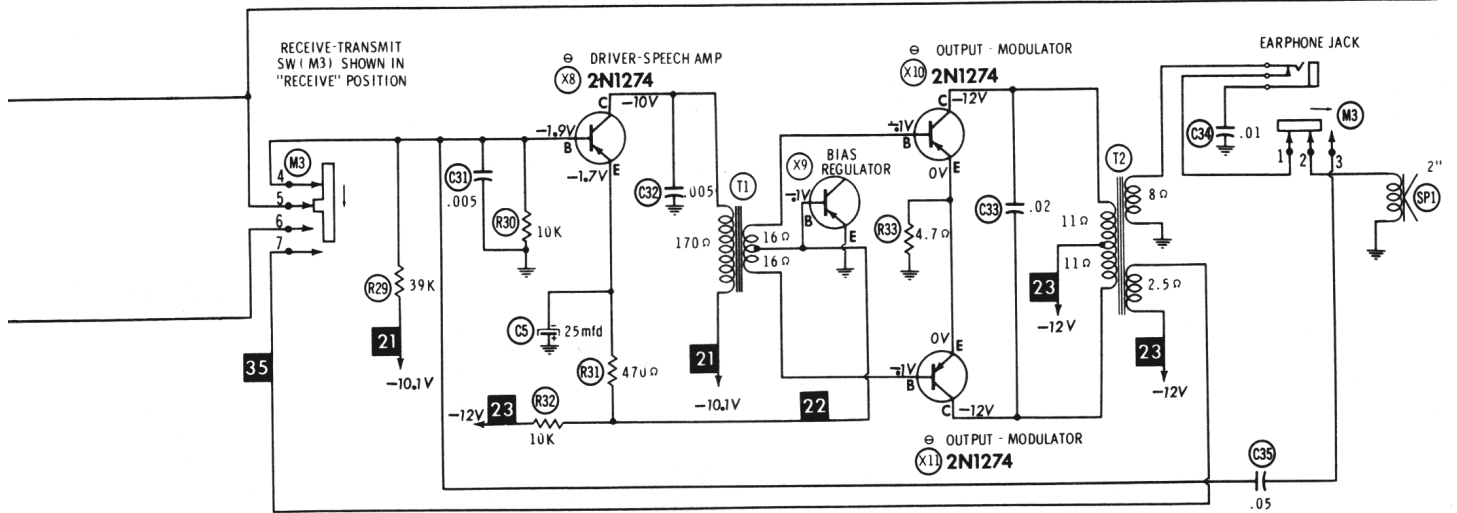 RECEIVE-TRANSMIT
SW (M3) SHOWN IN
"RECEIVE" POSITION
M3
4
5
6
7
35
R29
39K
21
−10.1V
C31
.005
R30
10K
⊖ DRIVER-SPEECH AMP
X8 2N1274
C
−10V
−1.9V
B
−1.7V
E
C32
.005
C5
25mfd
R31
470Ω
−12V
23
R32
10K
T1
170Ω
16Ω
16Ω
21
−10.1V
22
X9
BIAS
REGULATOR
−.1V
B
E
⊖ OUTPUT - MODULATOR
X10 2N1274
C
−12V
−.1V
B
E
0V
R33
4.7Ω
C33
.02
0V
E
−.1V
B
C
−12V
⊖ OUTPUT - MODULATOR
X11 2N1274
T2
11Ω
11Ω
8Ω
2.5Ω
23
−12V
23
−12V
EARPHONE JACK
C34
.01
M3
1
2
3
2"
SP1
C35
.05